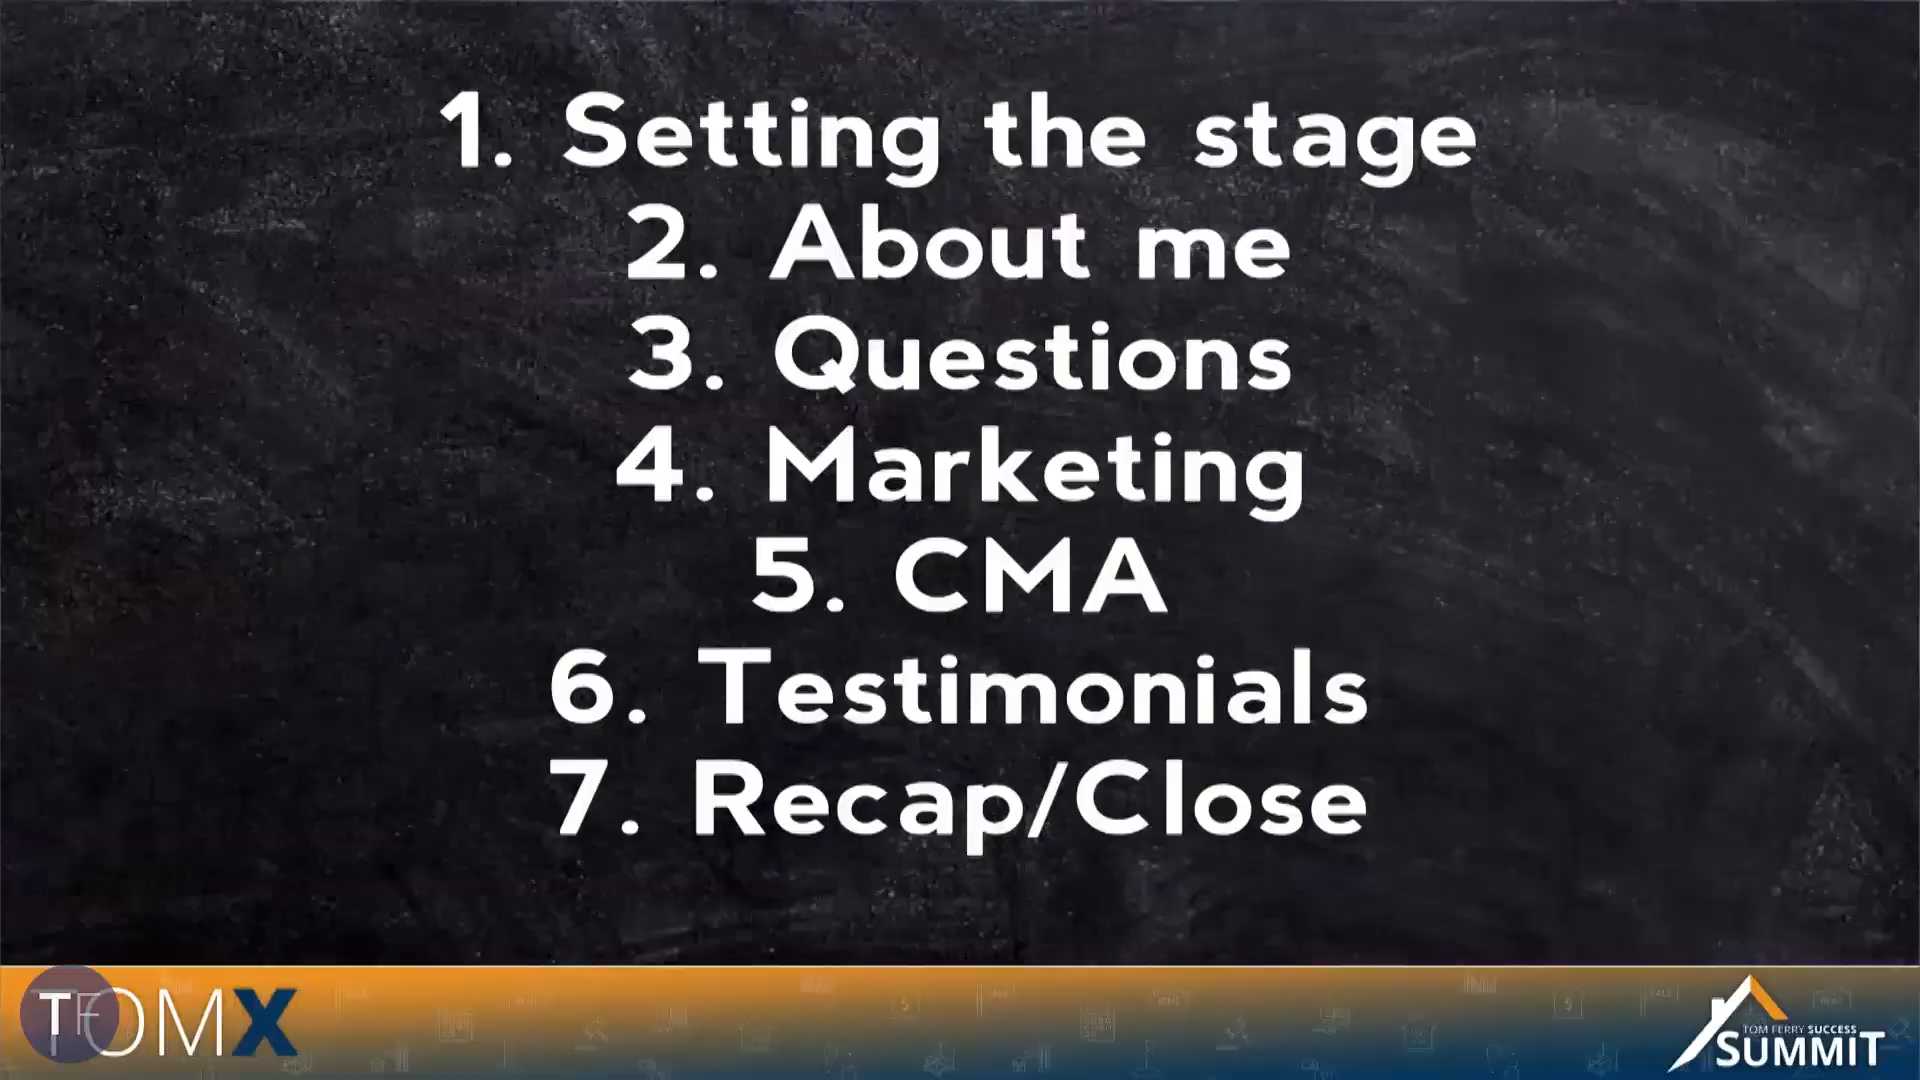 1. Setting the stage
2. About me
3. Questions
4. Marketing
5. CMA
6. Testimonials
7. Recap/Close
TOMX
TF
TOM FERRY SUCCESS
SUMMIT